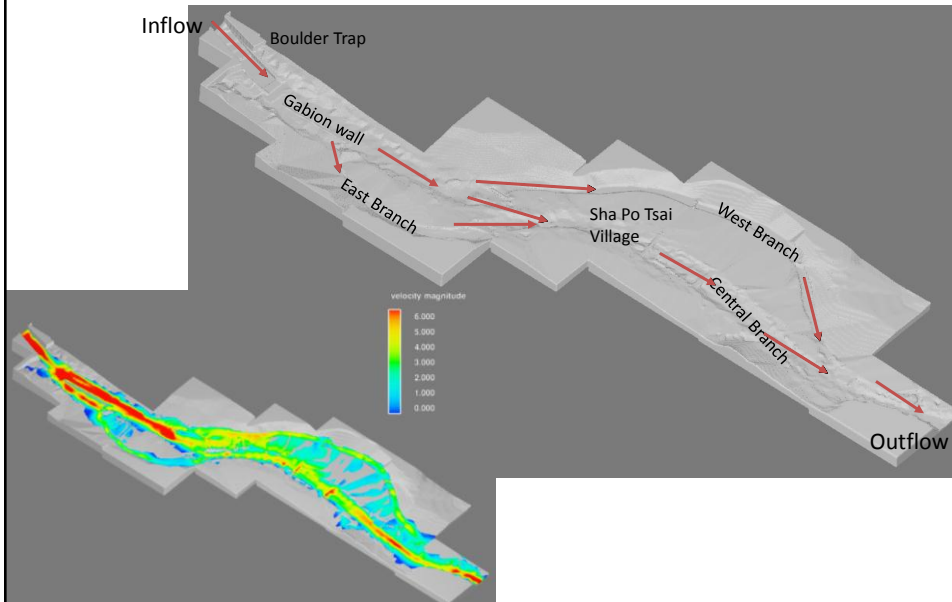 Inflow
Boulder Trap
Gabion wall
East Branch
Sha Po Tsai
Village
West Branch
Central Branch
Outflow
velocity magnitude
6.000
5.000
4.000
3.000
2.000
1.000
0.000